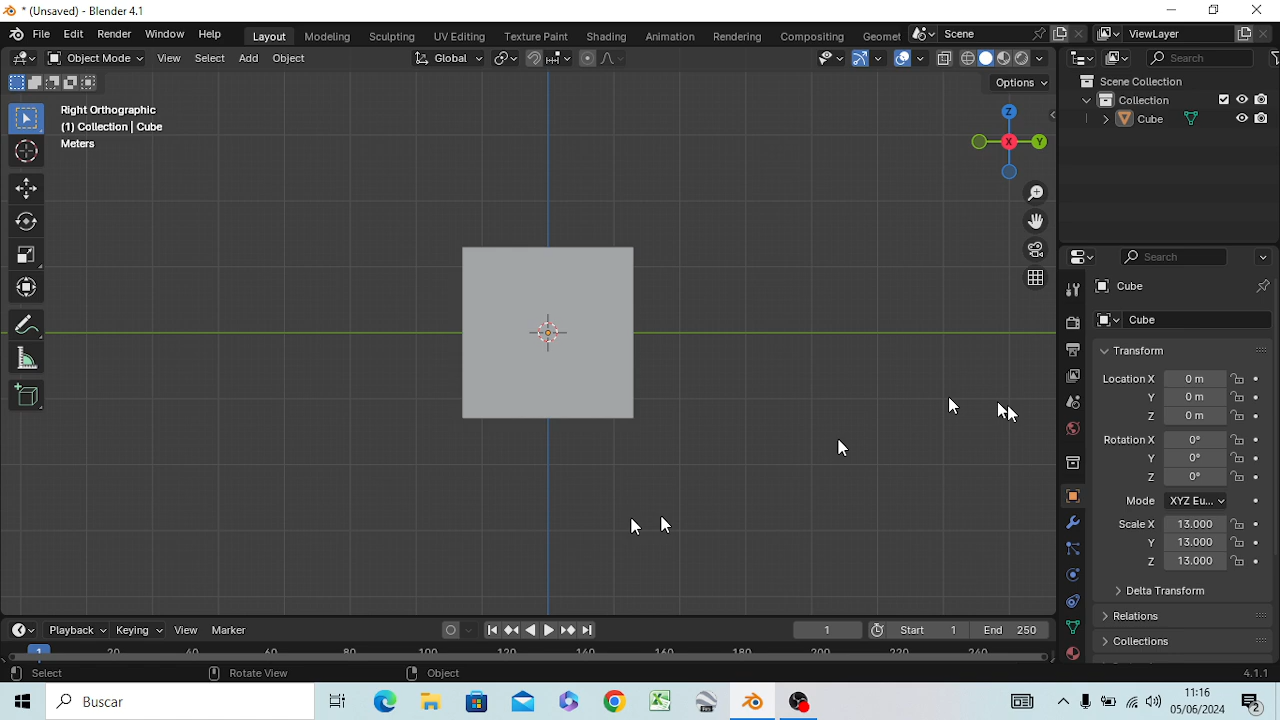 * (Unsaved) - Blender 4.1
File Edit Render Window Help Layout Modeling Sculpting UV Editing Texture Paint Shading Animation Rendering Compositing Geomet Scene ViewLayer
Object Mode View Select Add Object Global Search
Options
Right Orthographic
(1) Collection | Cube
Meters
Z
Y
X
Scene Collection
Collection
Cube
Search
Cube
Cube
Transform
Location X 0 m
Y 0 m
Z 0 m
Rotation X 0°
Y 0°
Z 0°
Mode XYZ Eu...
Scale X 13.000
Y 13.000
Z 13.000
Delta Transform
Relations
Collections
Playback Keying View Marker 1 Start 1 End 250
1 20 40 60 80 100 120 140 160 180 200 220 240
Select Rotate View Object 4.1.1
Buscar
11:16
05/06/2024
2